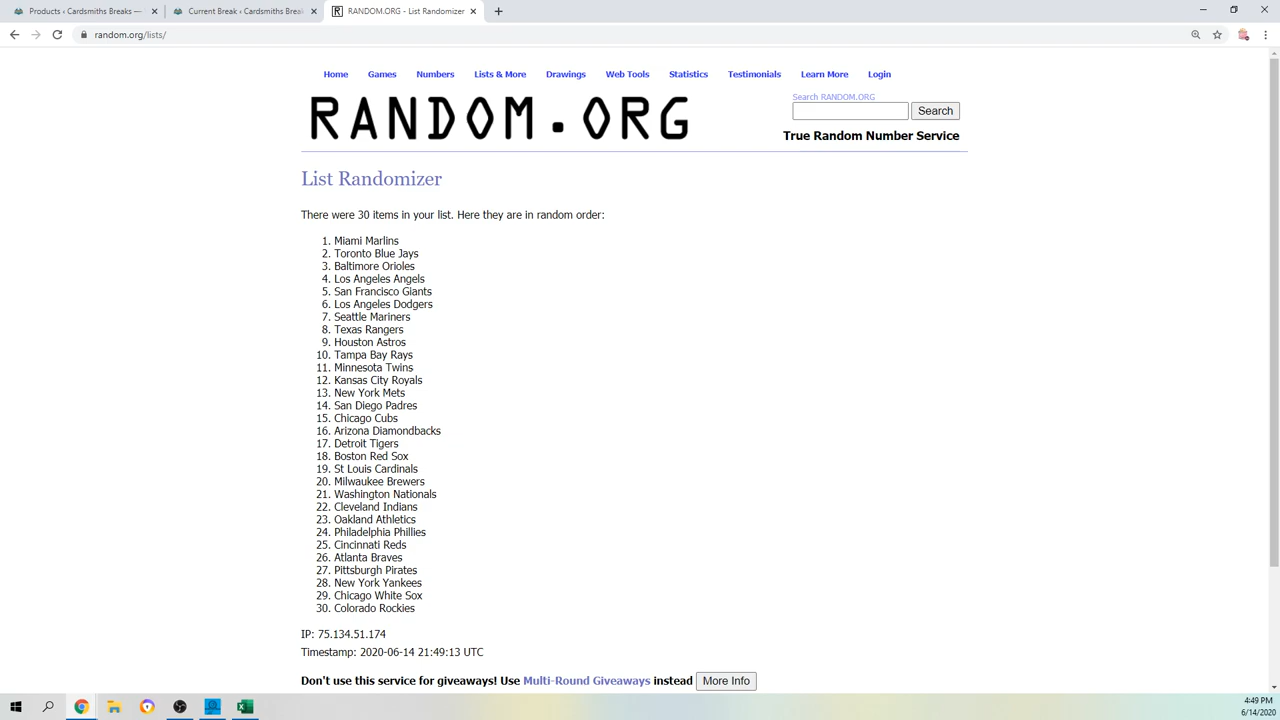 Products ‹ Cardsmiths Breaks —
Current Break ‹ Cardsmiths Break
RANDOM.ORG - List Randomizer
random.org/lists/
Home Games Numbers Lists & More Drawings Web Tools Statistics Testimonials Learn More Login
RANDOM.ORG
Search RANDOM.ORG
Search
True Random Number Service
List Randomizer
There were 30 items in your list. Here they are in random order:
1. Miami Marlins
2. Toronto Blue Jays
3. Baltimore Orioles
4. Los Angeles Angels
5. San Francisco Giants
6. Los Angeles Dodgers
7. Seattle Mariners
8. Texas Rangers
9. Houston Astros
10. Tampa Bay Rays
11. Minnesota Twins
12. Kansas City Royals
13. New York Mets
14. San Diego Padres
15. Chicago Cubs
16. Arizona Diamondbacks
17. Detroit Tigers
18. Boston Red Sox
19. St Louis Cardinals
20. Milwaukee Brewers
21. Washington Nationals
22. Cleveland Indians
23. Oakland Athletics
24. Philadelphia Phillies
25. Cincinnati Reds
26. Atlanta Braves
27. Pittsburgh Pirates
28. New York Yankees
29. Chicago White Sox
30. Colorado Rockies
IP: 75.134.51.174
Timestamp: 2020-06-14 21:49:13 UTC
Don't use this service for giveaways! Use Multi-Round Giveaways instead More Info
4:49 PM
6/14/2020